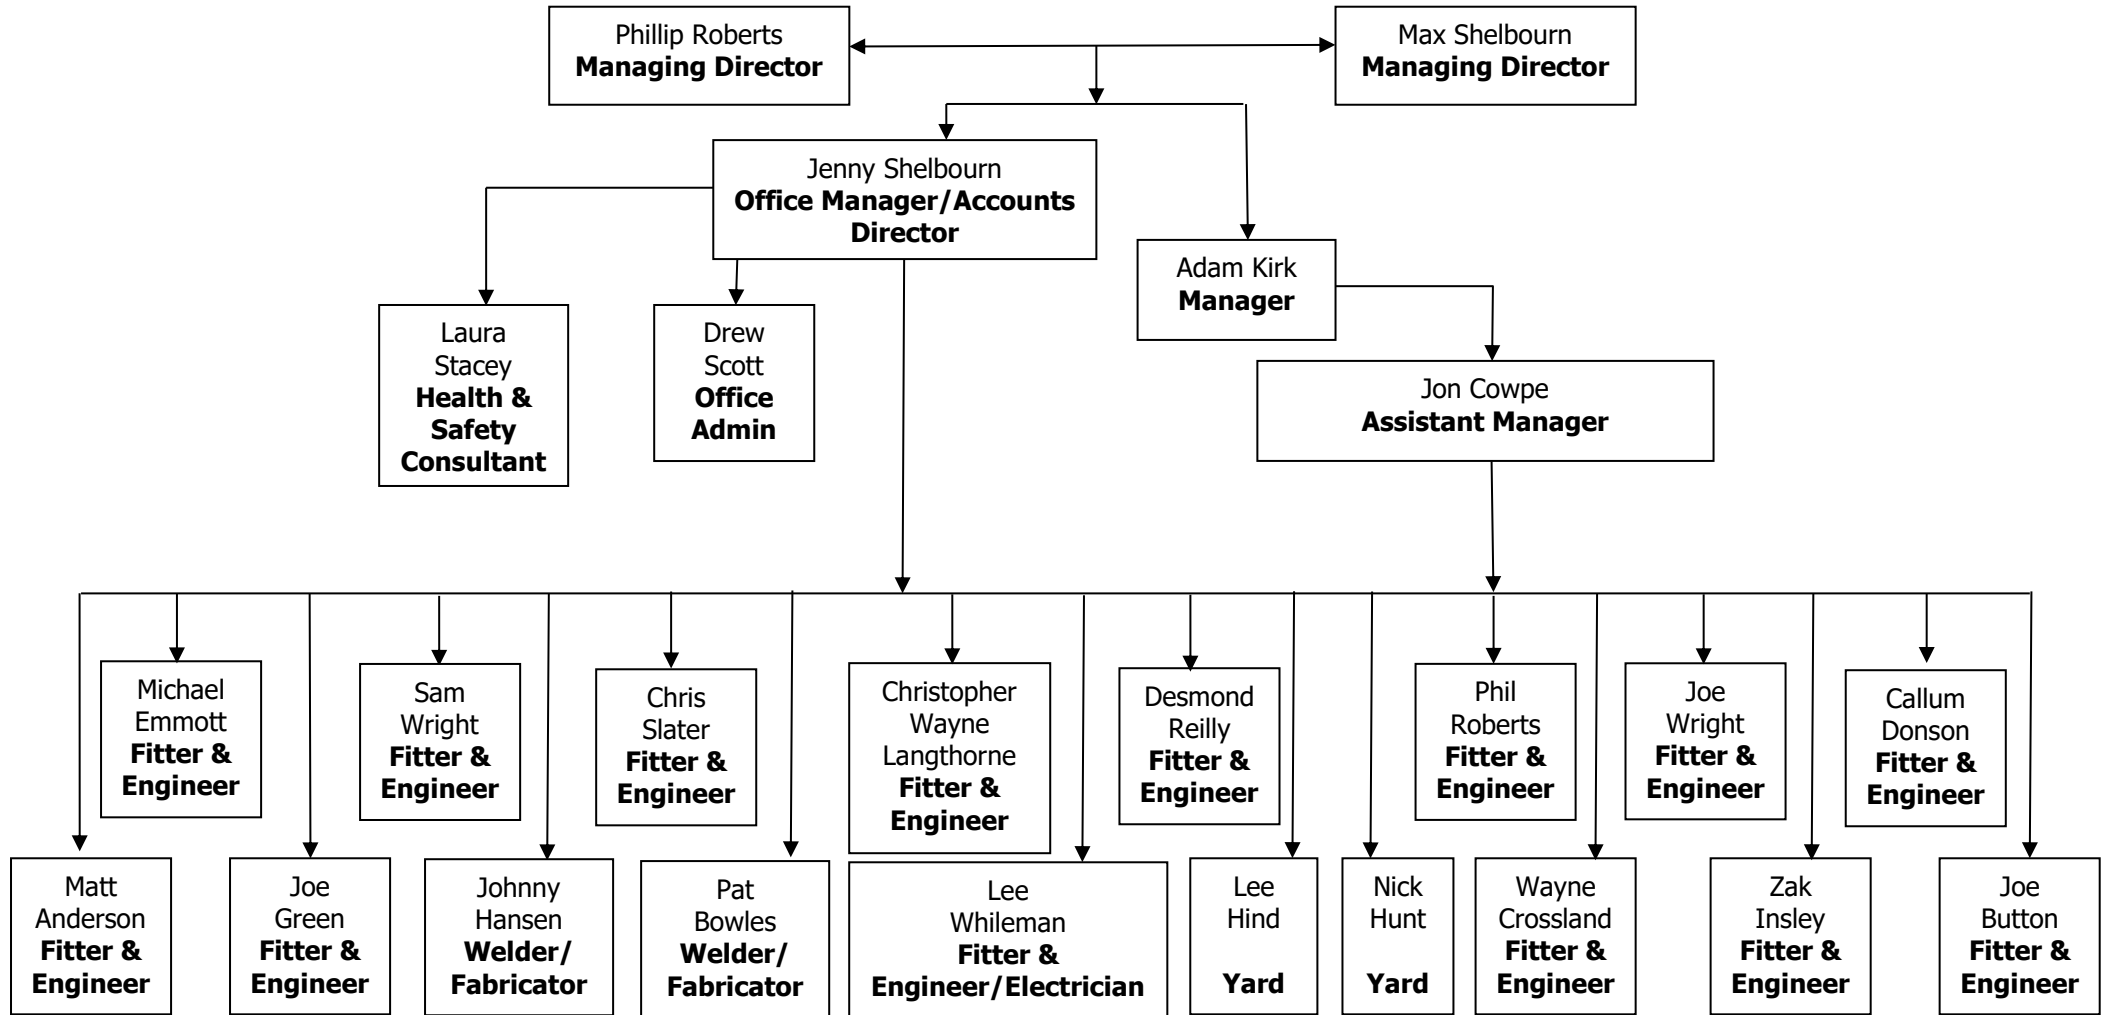 Phillip Roberts
Managing Director
Max Shelbourn
Managing Director
Jenny Shelbourn
Office Manager/Accounts
Director
Adam Kirk
Manager
Laura
Stacey
Health &
Safety
Consultant
Drew
Scott
Office
Admin
Jon Cowpe
Assistant Manager
Michael
Emmott
Fitter &
Engineer
Sam
Wright
Fitter &
Engineer
Chris
Slater
Fitter &
Engineer
Christopher
Wayne
Langthorne
Fitter &
Engineer
Desmond
Reilly
Fitter &
Engineer
Phil
Roberts
Fitter &
Engineer
Joe
Wright
Fitter &
Engineer
Callum
Donson
Fitter &
Engineer
Matt
Anderson
Fitter &
Engineer
Joe
Green
Fitter &
Engineer
Johnny
Hansen
Welder/
Fabricator
Pat
Bowles
Welder/
Fabricator
Lee
Whileman
Fitter &
Engineer/Electrician
Lee
Hind
Yard
Nick
Hunt
Yard
Wayne
Crossland
Fitter &
Engineer
Zak
Insley
Fitter &
Engineer
Joe
Button
Fitter &
Engineer